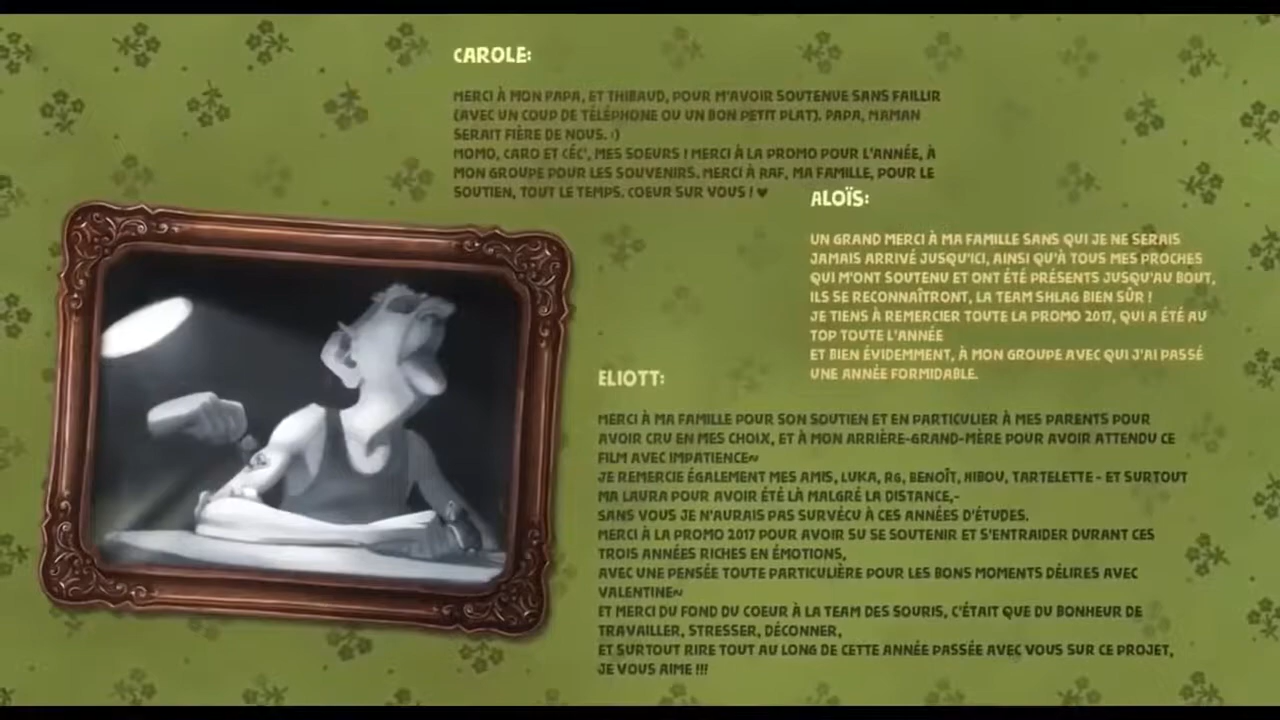 CAROLE:
MERCI À MON PAPA, ET THIBAUD, POUR M'AVOIR SOUTENUE SANS FAILLIR
(AVEC UN COUP DE TÉLÉPHONE OU UN BON PETIT PLAT). PAPA, MAMAN
SERAIT FIÈRE DE NOUS. :)
MOMO, CARO ET CÉC', MES SOEURS ! MERCI À LA PROMO POUR L'ANNÉE, À
MON GROUPE POUR LES SOUVENIRS. MERCI À RAF, MA FAMILLE, POUR LE
SOUTIEN, TOUT LE TEMPS. COEUR SUR VOUS ! ♥
ALOÏS:
UN GRAND MERCI À MA FAMILLE SANS QUI JE NE SERAIS
JAMAIS ARRIVÉ JUSQU'ICI, AINSI QU'À TOUS MES PROCHES
QUI M'ONT SOUTENU ET ONT ÉTÉ PRÉSENTS JUSQU'AU BOUT,
ILS SE RECONNAÎTRONT, LA TEAM SHLAG BIEN SÛR !
JE TIENS À REMERCIER TOUTE LA PROMO 2017, QUI A ÉTÉ AU
TOP TOUTE L'ANNÉE
ET BIEN ÉVIDEMMENT, À MON GROUPE AVEC QUI J'AI PASSÉ
UNE ANNÉE FORMIDABLE.
ELIOTT:
MERCI À MA FAMILLE POUR SON SOUTIEN ET EN PARTICULIER À MES PARENTS POUR
AVOIR CRU EN MES CHOIX, ET À MON ARRIÈRE-GRAND-MÈRE POUR AVOIR ATTENDU CE
FILM AVEC IMPATIENCE~
JE REMERCIE ÉGALEMENT MES AMIS, LUKA, RG, BENOÎT, HIBOU, TARTELETTE - ET SURTOUT
MA LAURA POUR AVOIR ÉTÉ LÀ MALGRÉ LA DISTANCE,-
SANS VOUS JE N'AURAIS PAS SURVÉCU À CES ANNÉES D'ÉTUDES.
MERCI À LA PROMO 2017 POUR AVOIR SU SE SOUTENIR ET S'ENTRAIDER DURANT CES
TROIS ANNÉES RICHES EN ÉMOTIONS,
AVEC UNE PENSÉE TOUTE PARTICULIÈRE POUR LES BONS MOMENTS DÉLIRES AVEC
VALENTINE~
ET MERCI DU FOND DU COEUR À LA TEAM DES SOURIS, C'ÉTAIT QUE DU BONHEUR DE
TRAVAILLER, STRESSER, DÉCONNER,
ET SURTOUT RIRE TOUT AU LONG DE CETTE ANNÉE PASSÉE AVEC VOUS SUR CE PROJET,
JE VOUS AIME !!!